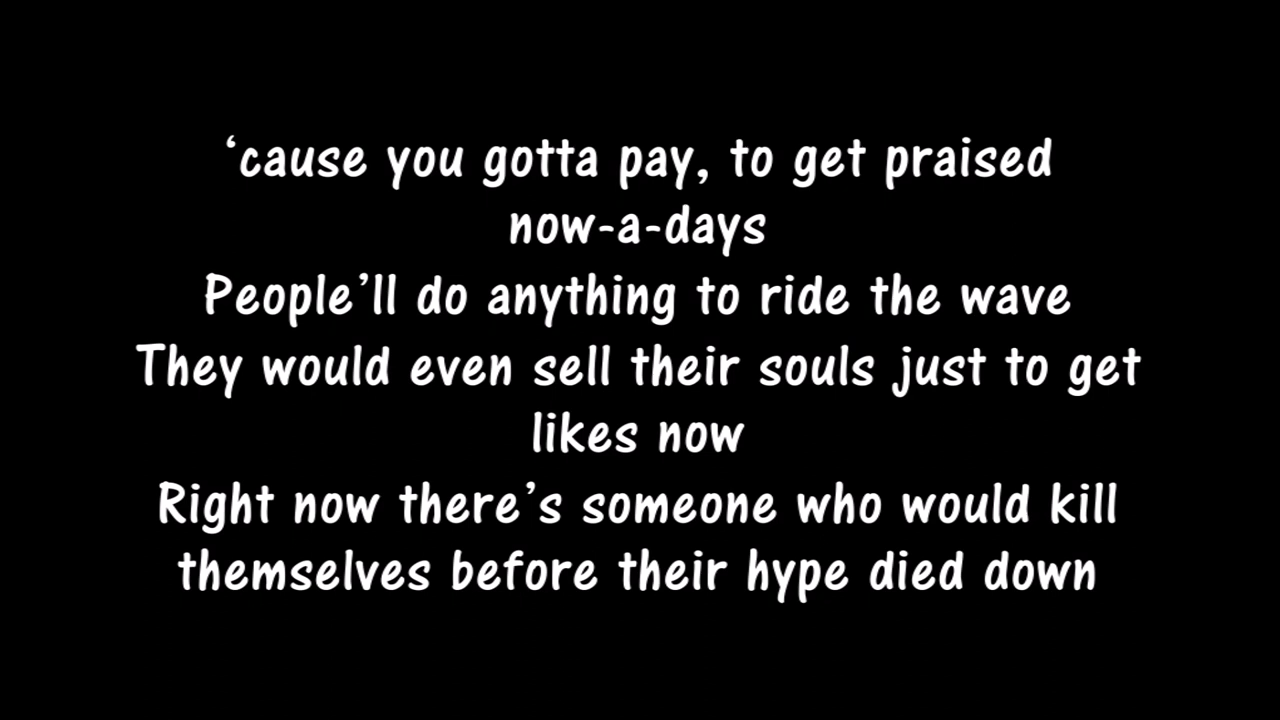 ‘cause you gotta pay, to get praised
now-a-days
People’ll do anything to ride the wave
They would even sell their souls just to get
likes now
Right now there’s someone who would kill
themselves before their hype died down